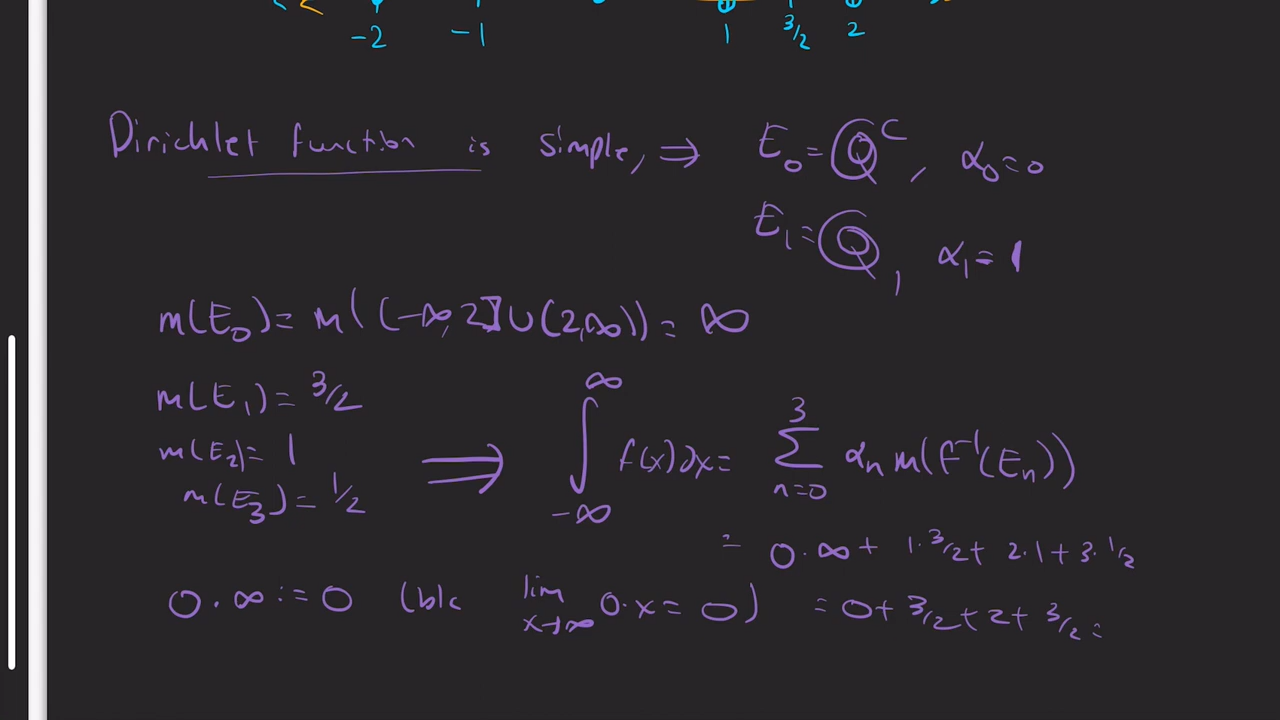 -2 -1 1 3/2 2
Dirichlet function is simple, ⇒ E₀=ℚᶜ, α₀=0
E₁=ℚ, α₁=1
m(E₀)= m((-∞,2]∪(2,∞))= ∞
m(E₁)= 3/2
m(E₂)= 1
m(E₃)= 1/2
⟹ ∫_{-∞}^{∞} f(x)dx= ∑_{n=0}^{3} αₙ m(f⁻¹(Eₙ))
= 0·∞+ 1·3/2+ 2·1+3·1/2
0·∞:=0 (b/c lim_{x→∞} 0·x=0) = 0+ 3/2+2+ 3/2=